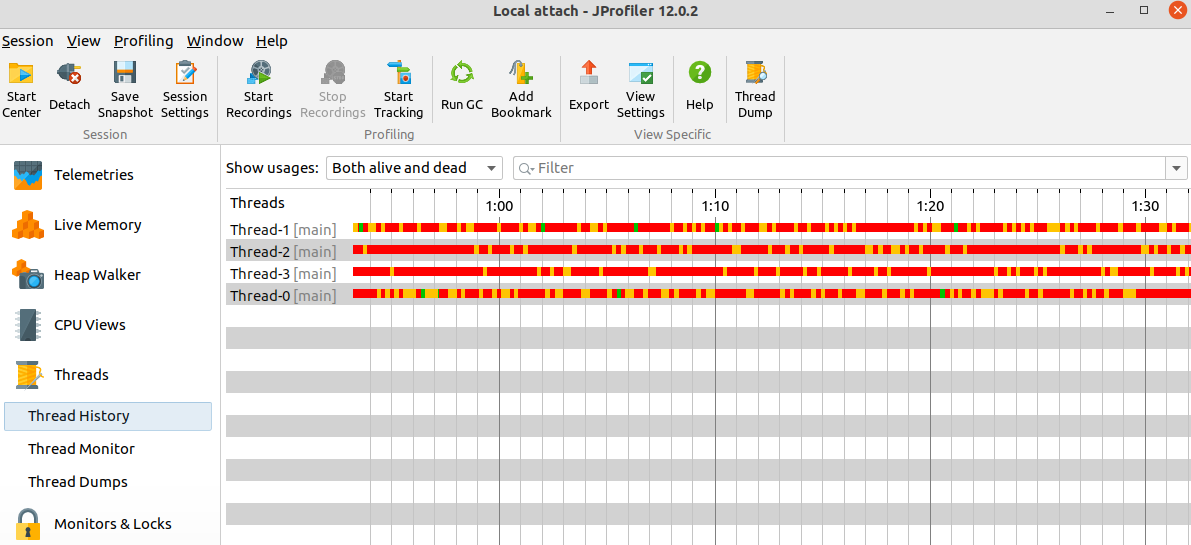 Local attach - JProfiler 12.0.2
Session View Profiling Window Help
Start Center Detach Save Snapshot Session Settings Start Recordings Stop Recordings Start Tracking Run GC Add Bookmark Export View Settings Help Thread Dump
Session Profiling View Specific
Telemetries
Live Memory
Heap Walker
CPU Views
Threads
Thread History
Thread Monitor
Thread Dumps
Monitors & Locks
Show usages: Both alive and dead Filter
Threads 1:00 1:10 1:20 1:30
Thread-1 [main]
Thread-2 [main]
Thread-3 [main]
Thread-0 [main]